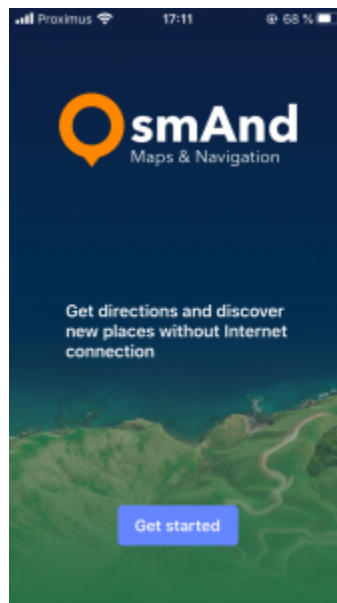 Proximus 17:11 68 %
OsmAnd
Maps & Navigation
Get directions and discover
new places without Internet
connection
Get started